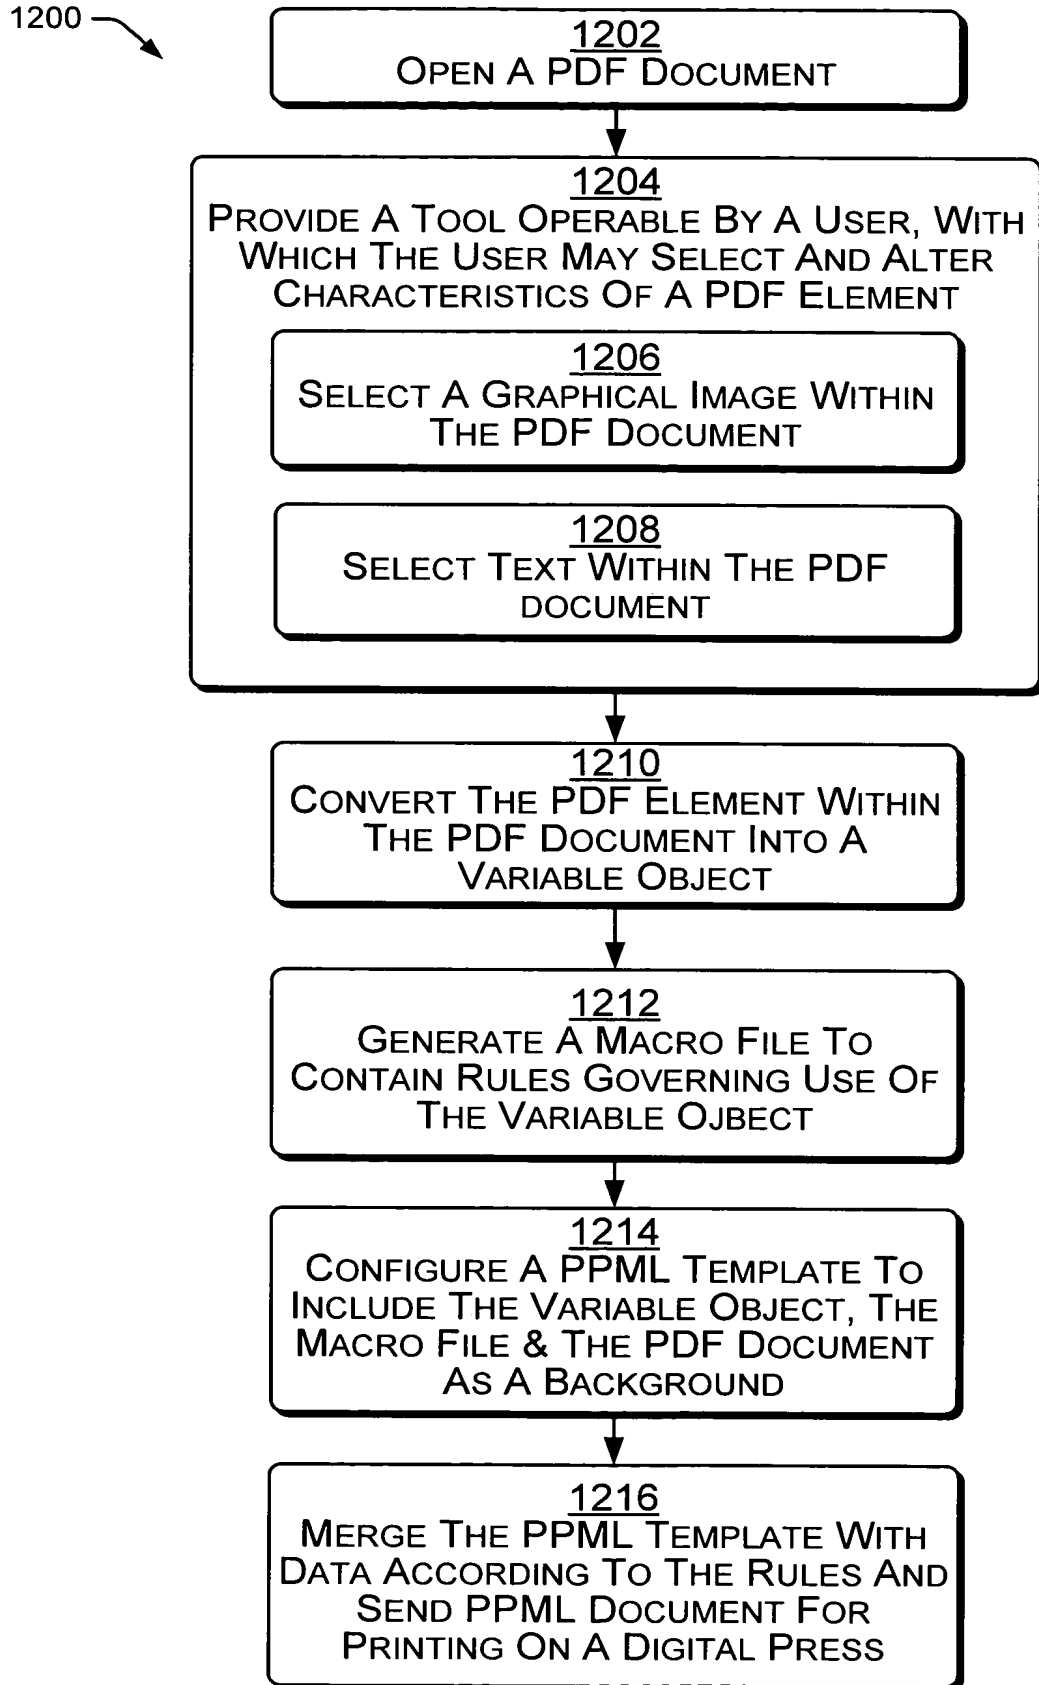 1200
1202
OPEN A PDF DOCUMENT
1204
PROVIDE A TOOL OPERABLE BY A USER, WITH
WHICH THE USER MAY SELECT AND ALTER
CHARACTERISTICS OF A PDF ELEMENT
1206
SELECT A GRAPHICAL IMAGE WITHIN
THE PDF DOCUMENT
1208
SELECT TEXT WITHIN THE PDF
DOCUMENT
1210
CONVERT THE PDF ELEMENT WITHIN
THE PDF DOCUMENT INTO A
VARIABLE OBJECT
1212
GENERATE A MACRO FILE TO
CONTAIN RULES GOVERNING USE OF
THE VARIABLE OJBECT
1214
CONFIGURE A PPML TEMPLATE TO
INCLUDE THE VARIABLE OBJECT, THE
MACRO FILE & THE PDF DOCUMENT
AS A BACKGROUND
1216
MERGE THE PPML TEMPLATE WITH
DATA ACCORDING TO THE RULES AND
SEND PPML DOCUMENT FOR
PRINTING ON A DIGITAL PRESS